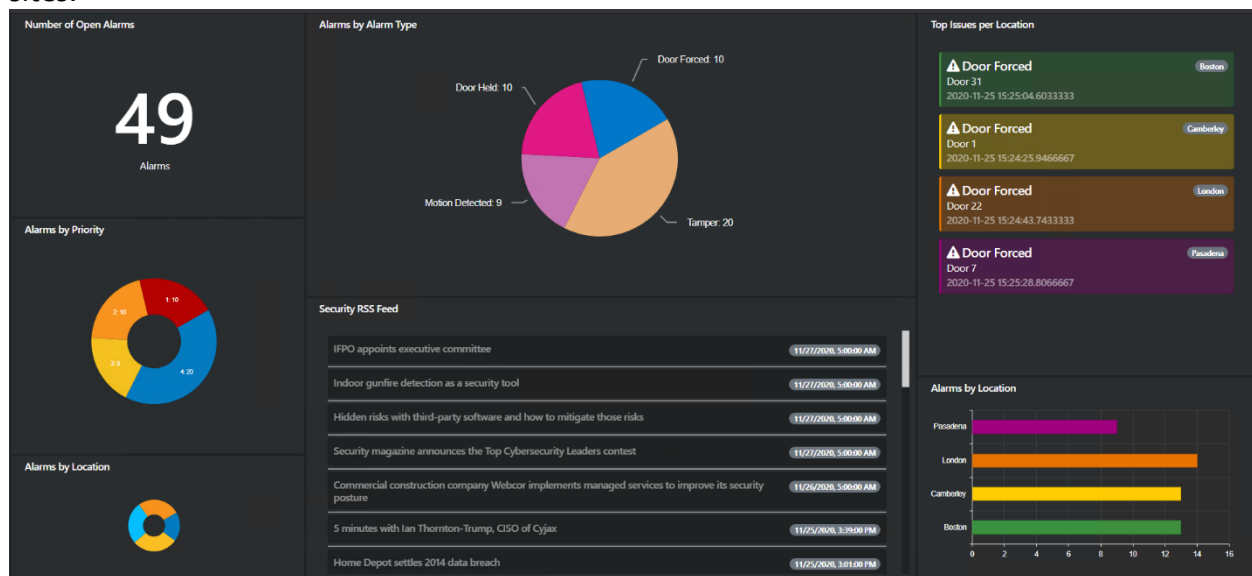 sites.
Number of Open Alarms
49
Alarms
Alarms by Priority
1: 10
2: 10
3: 9
4: 20
Alarms by Location
Alarms by Alarm Type
Door Forced: 10
Door Held: 10
Motion Detected: 9
Tamper: 20
Security RSS Feed
IFPO appoints executive committee
11/27/2020, 5:00:00 AM
Indoor gunfire detection as a security tool
11/27/2020, 5:00:00 AM
Hidden risks with third-party software and how to mitigate those risks
11/27/2020, 5:00:00 AM
Security magazine announces the Top Cybersecurity Leaders contest
11/27/2020, 5:00:00 AM
Commercial construction company Webcor implements managed services to improve its security
posture
11/26/2020, 5:00:00 AM
5 minutes with Ian Thornton-Trump, CISO of Cyjax
11/25/2020, 3:39:00 PM
Home Depot settles 2014 data breach
11/25/2020, 3:01:00 PM
Top Issues per Location
Door Forced
Boston
Door 31
2020-11-25 15:25:04.6033333
Door Forced
Camberley
Door 1
2020-11-25 15:24:25.9466667
Door Forced
London
Door 22
2020-11-25 15:24:43.7433333
Door Forced
Pasadena
Door 7
2020-11-25 15:25:28.8066667
Alarms by Location
Pasadena
London
Camberley
Boston
0 2 4 6 8 10 12 14 16